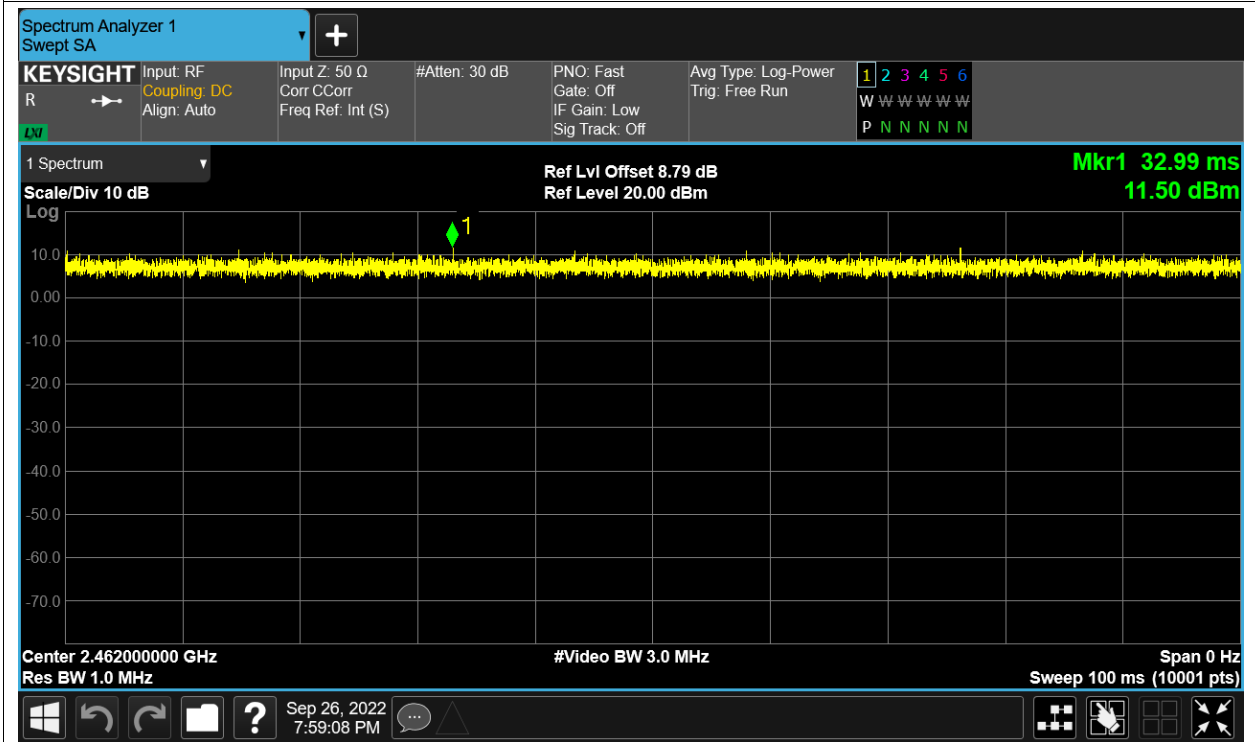 Spectrum Analyzer 1
Swept SA
+
KEYSIGHT
R
LXI
Input: RF
Coupling: DC
Align: Auto
Input Z: 50 Ω
Corr CCorr
Freq Ref: Int (S)
#Atten: 30 dB
PNO: Fast
Gate: Off
IF Gain: Low
Sig Track: Off
Avg Type: Log-Power
Trig: Free Run
1 2 3 4 5 6
W W W W W W
P N N N N N
1 Spectrum
Scale/Div 10 dB
Ref Lvl Offset 8.79 dB
Ref Level 20.00 dBm
Mkr1 32.99 ms
11.50 dBm
Log
1
10.0
0.00
-10.0
-20.0
-30.0
-40.0
-50.0
-60.0
-70.0
Center 2.462000000 GHz
Res BW 1.0 MHz
#Video BW 3.0 MHz
Span 0 Hz
Sweep 100 ms (10001 pts)
?
Sep 26, 2022
7:59:08 PM